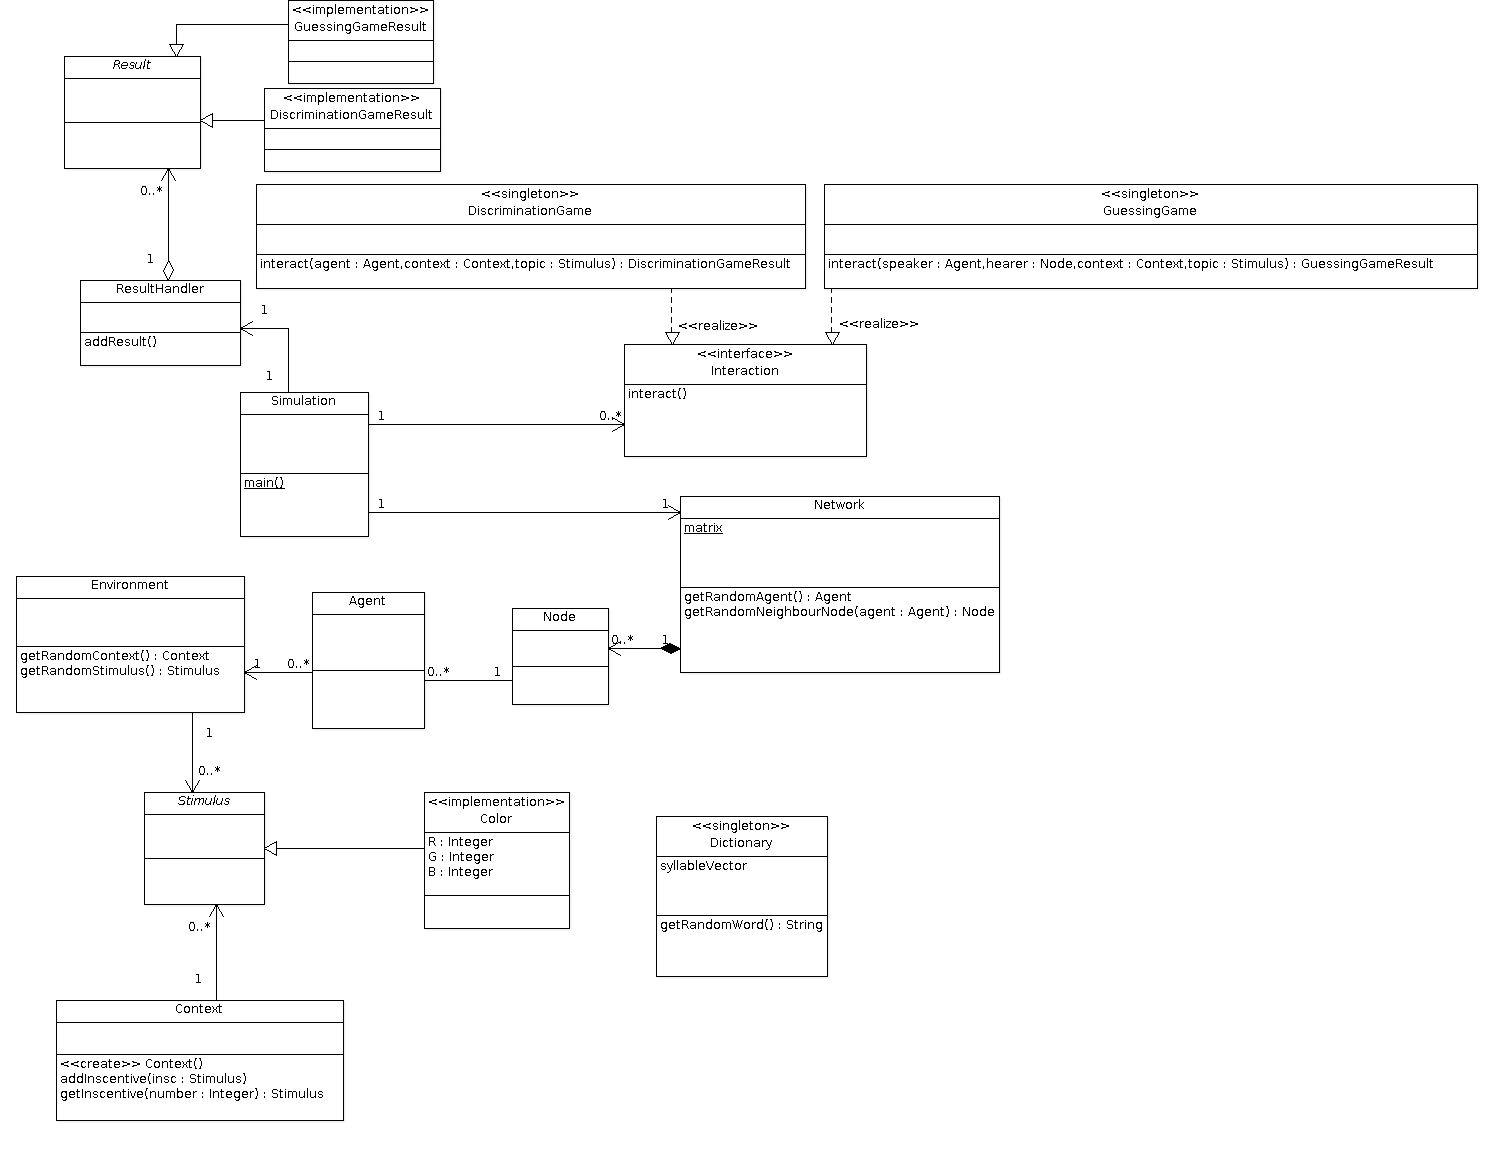 <<implementation>>
GuessingGameResult
Result
<<implementation>>
DiscriminationGameResult
0..*
1
<<singleton>>
DiscriminationGame
interact(agent : Agent,context : Context,topic : Stimulus) : DiscriminationGameResult
<<singleton>>
GuessingGame
interact(speaker : Agent,hearer : Node,context : Context,topic : Stimulus) : GuessingGameResult
ResultHandler
addResult()
1
1
<<realize>>
<<realize>>
<<interface>>
Interaction
interact()
Simulation
main()
1
0..*
1
1
Network
matrix
getRandomAgent() : Agent
getRandomNeighbourNode(agent : Agent) : Node
Environment
getRandomContext() : Context
getRandomStimulus() : Stimulus
1
0..*
Agent
0..*
1
Node
0..*
1
1
0..*
Stimulus
<<implementation>>
Color
R : Integer
G : Integer
B : Integer
<<singleton>>
Dictionary
syllableVector
getRandomWord() : String
0..*
1
Context
<<create>> Context()
addInscentive(insc : Stimulus)
getInscentive(number : Integer) : Stimulus